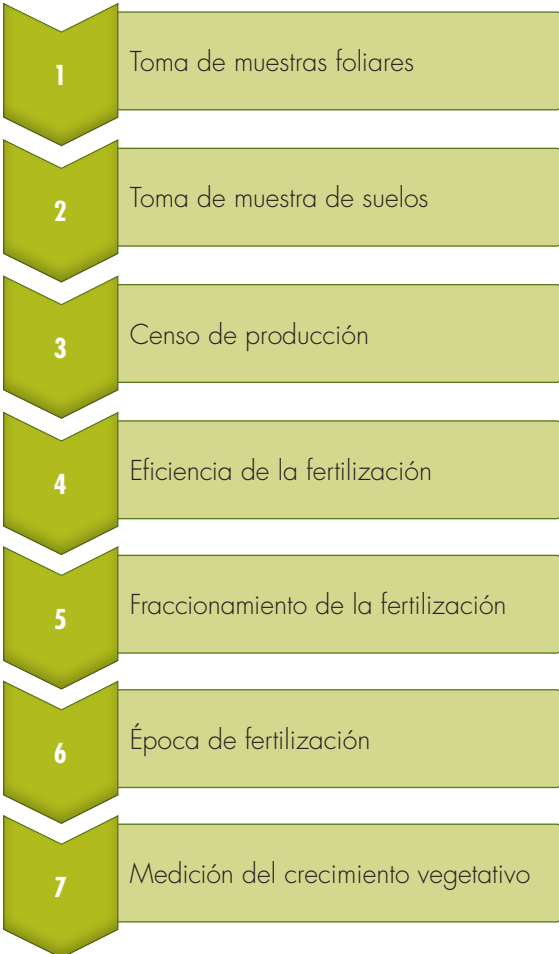 1 Toma de muestras foliares
2 Toma de muestra de suelos
3 Censo de producción
4 Eficiencia de la fertilización
5 Fraccionamiento de la fertilización
6 Época de fertilización
7 Medición del crecimiento vegetativo